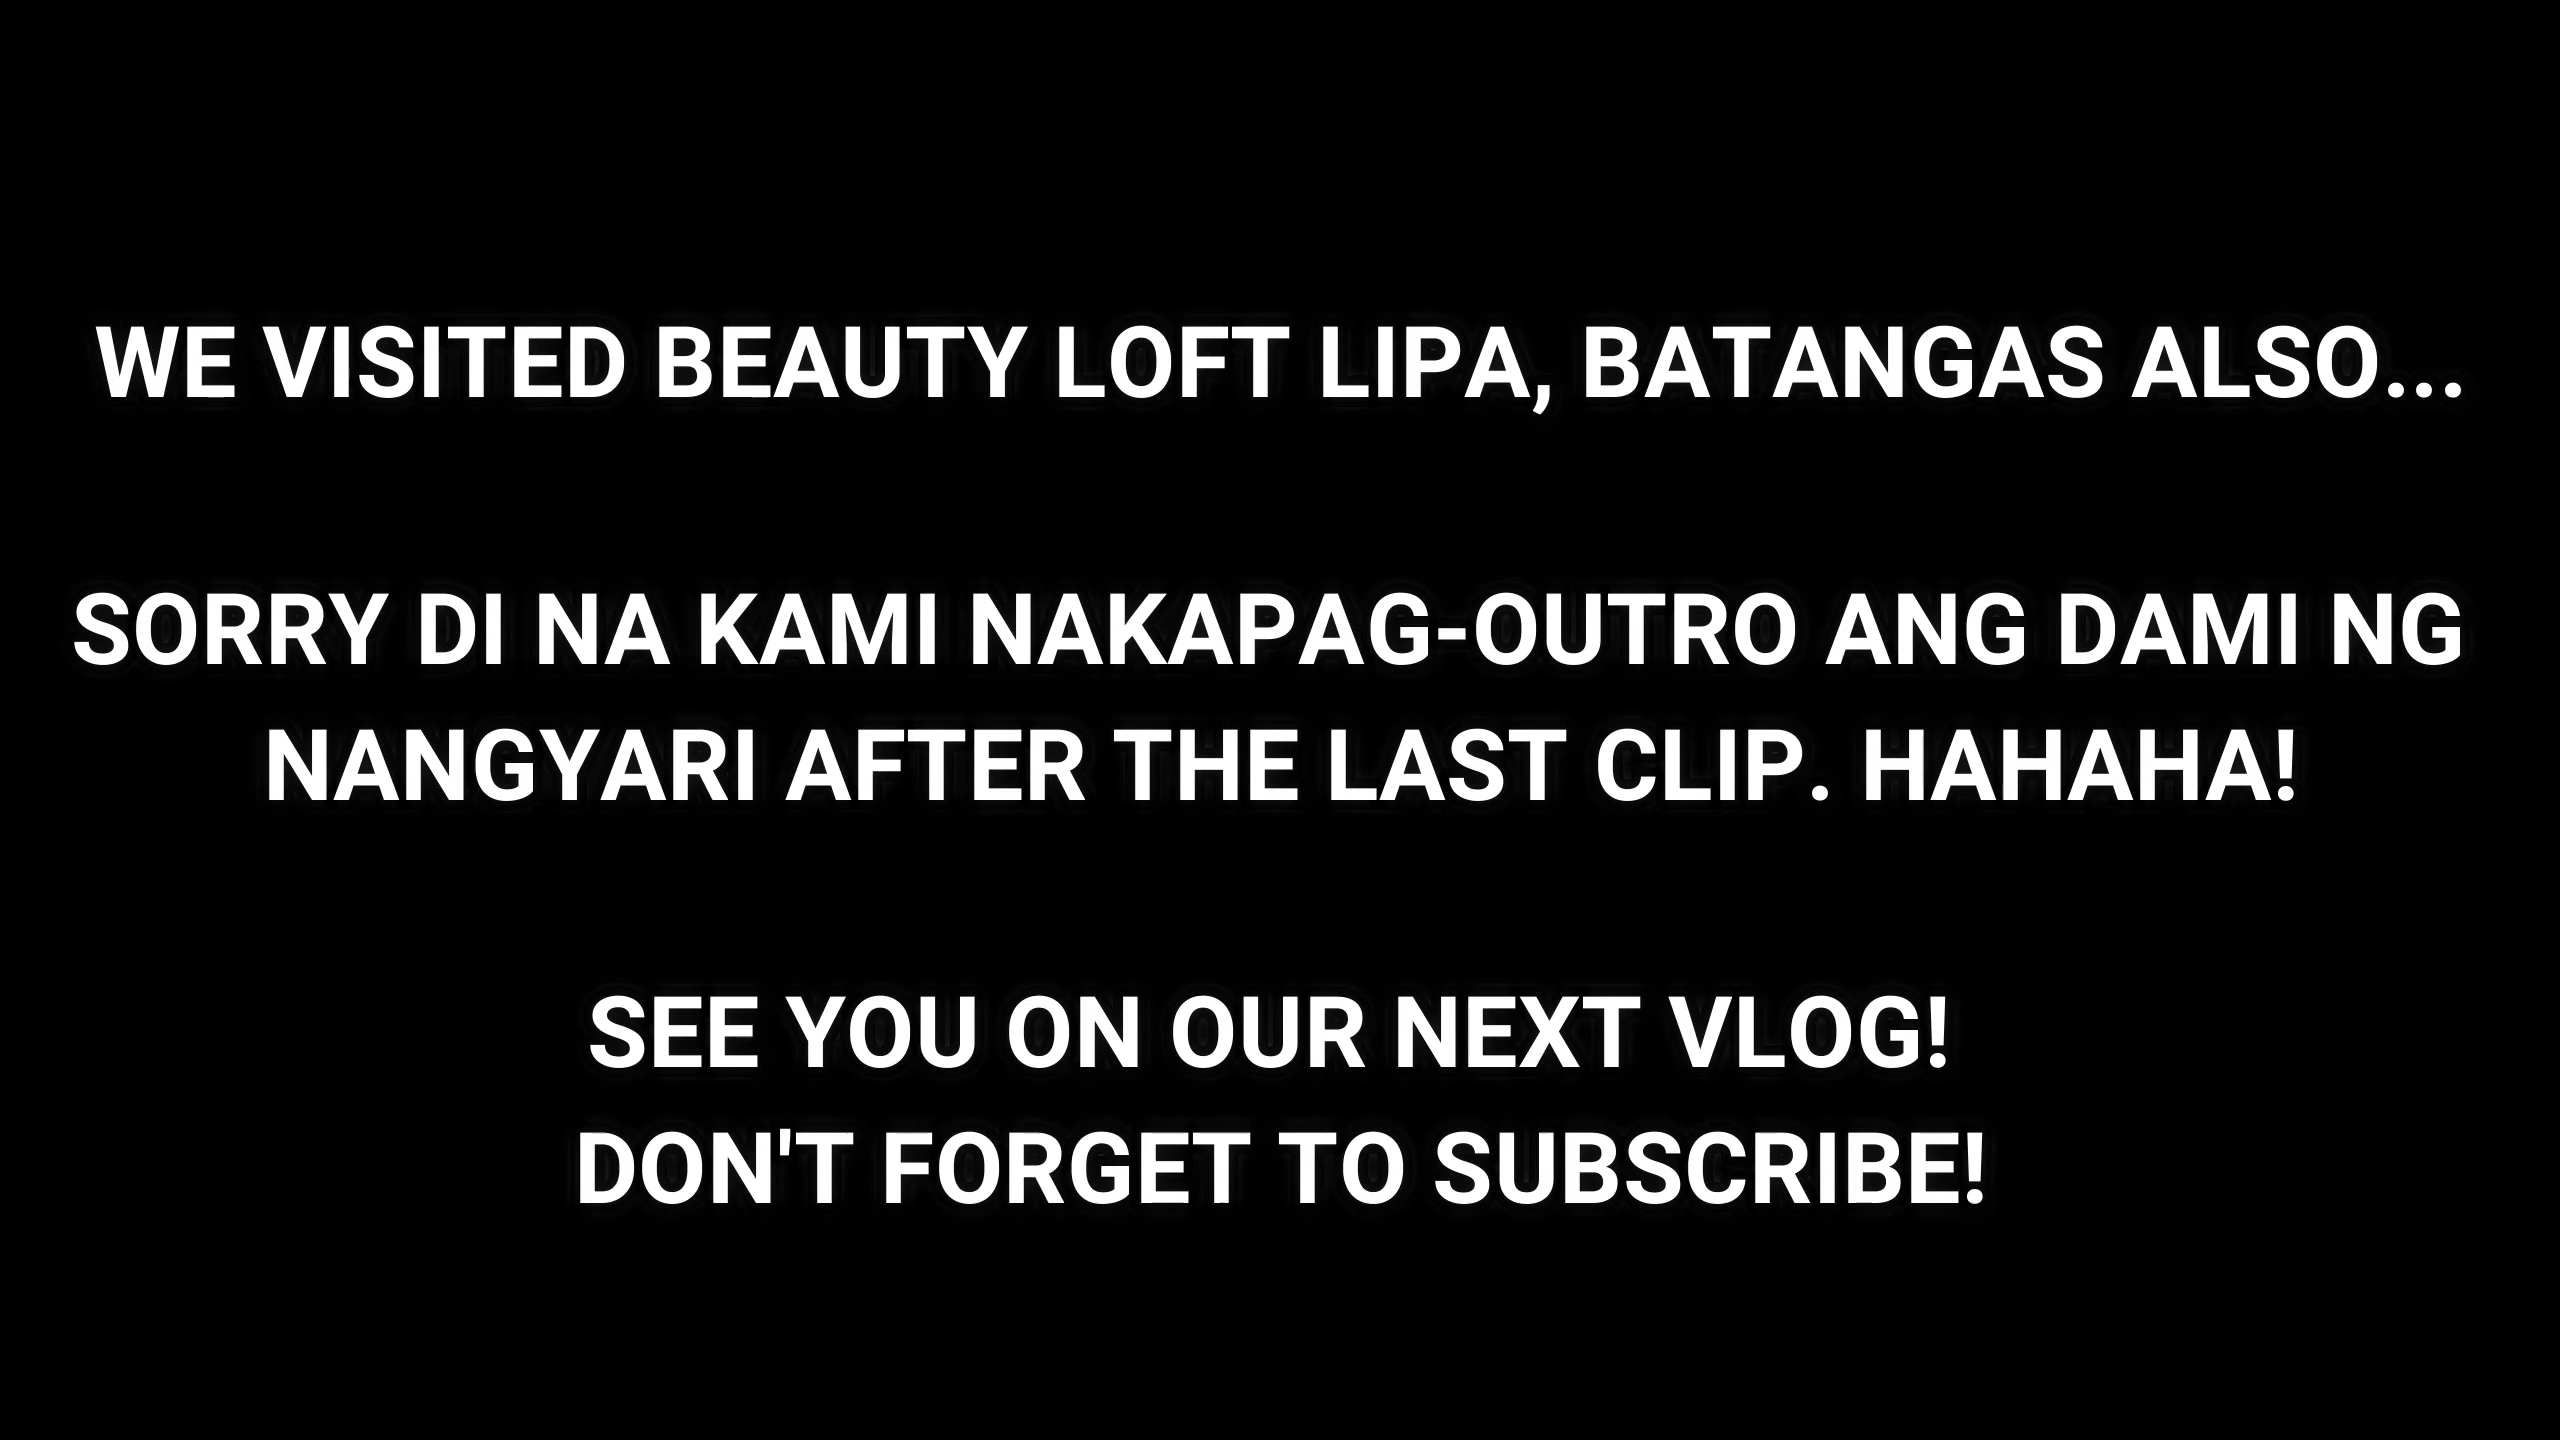 WE VISITED BEAUTY LOFT LIPA, BATANGAS ALSO...
SORRY DI NA KAMI NAKAPAG-OUTRO ANG DAMI NG
NANGYARI AFTER THE LAST CLIP. HAHAHA!
SEE YOU ON OUR NEXT VLOG!
DON'T FORGET TO SUBSCRIBE!